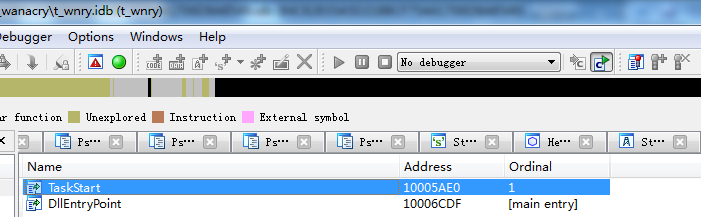 _wanacry\t_wnry.idb (t_wnry)
Debugger Options Windows Help
No debugger
ar function Unexplored Instruction External symbol
Ps… Ps… Ps… Ps… St… He… St…
Name Address Ordinal
TaskStart 10005AE0 1
DllEntryPoint 10006CDF [main entry]